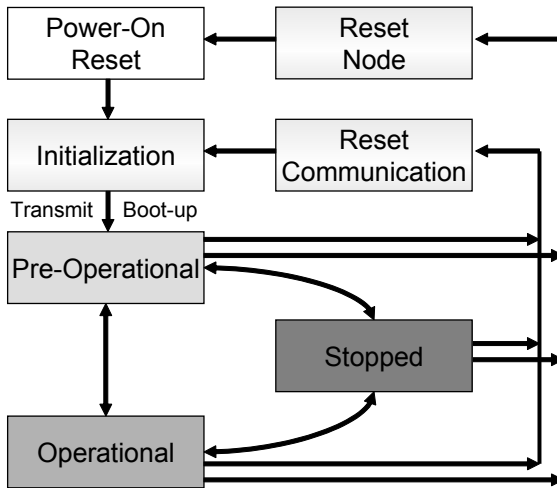 Power-On
Reset
Reset
Node
Initialization
Reset
Communication
Transmit Boot-up
Pre-Operational
Stopped
Operational